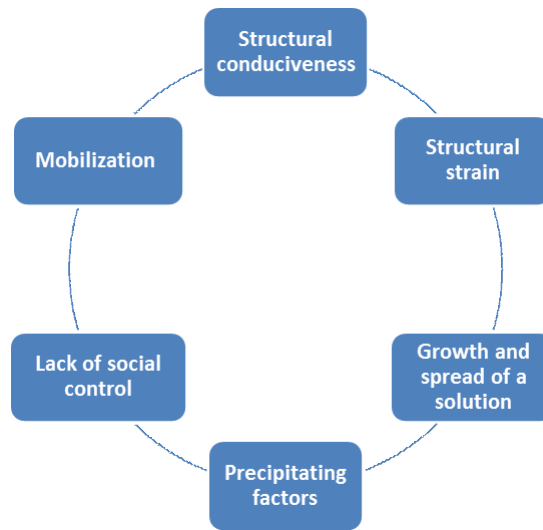 Structural
conduciveness
Structural
strain
Growth and
spread of a
solution
Precipitating
factors
Lack of social
control
Mobilization